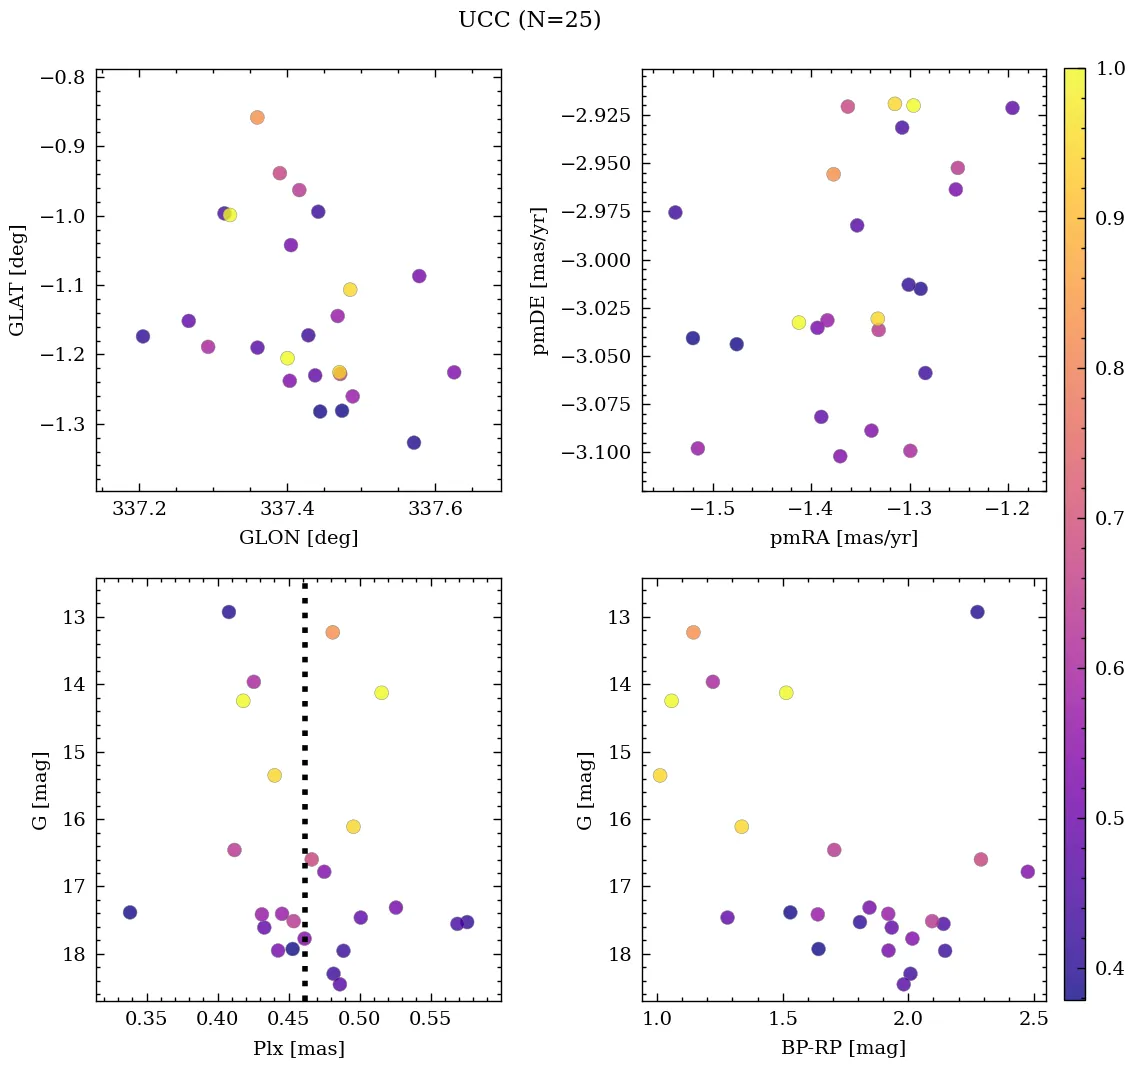 UCC (N=25)
−0.8
−0.9
−1.0
−1.1
−1.2
−1.3
GLAT [deg]
337.2 337.4 337.6
GLON [deg]
−2.925
−2.950
−2.975
−3.000
−3.025
−3.050
−3.075
−3.100
pmDE [mas/yr]
−1.5 −1.4 −1.3 −1.2
pmRA [mas/yr]
13
14
15
16
17
18
G [mag]
0.35 0.40 0.45 0.50 0.55
Plx [mas]
13
14
15
16
17
18
G [mag]
1.0 1.5 2.0 2.5
BP-RP [mag]
1.0
0.9
0.8
0.7
0.6
0.5
0.4